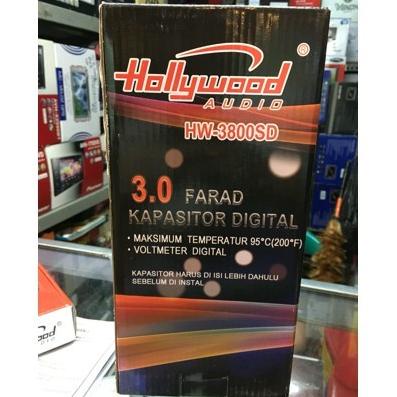 Hollywood ®
AUDIO
HW-3800SD
3.0 FARAD
KAPASITOR DIGITAL
• MAKSIMUM TEMPERATUR 95°C(200°F)
• VOLTMETER DIGITAL
KAPASITOR HARUS DI ISI LEBIH DAHULU
SEBELUM DI INSTAL